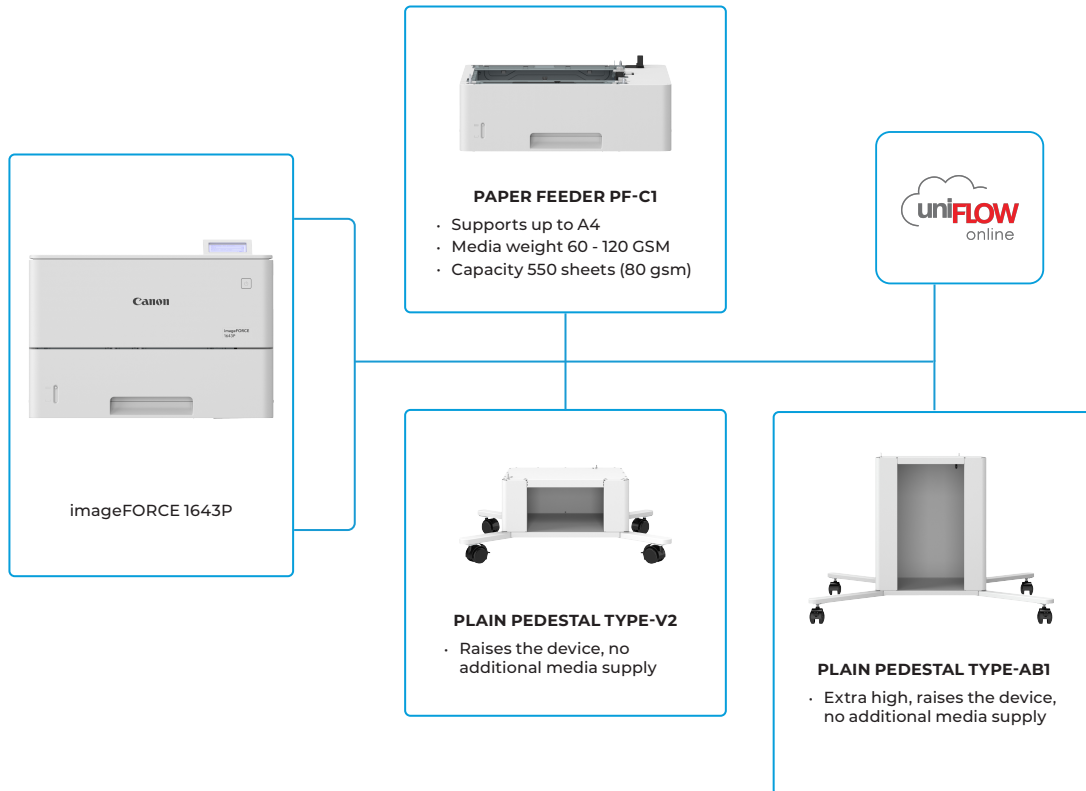 PAPER FEEDER PF-C1
· Supports up to A4
· Media weight 60 - 120 GSM
· Capacity 550 sheets (80 gsm)
uniFLOW
online
Canon
imageFORCE
1643P
imageFORCE 1643P
PLAIN PEDESTAL TYPE-V2
· Raises the device, no
additional media supply
PLAIN PEDESTAL TYPE-AB1
· Extra high, raises the device,
no additional media supply